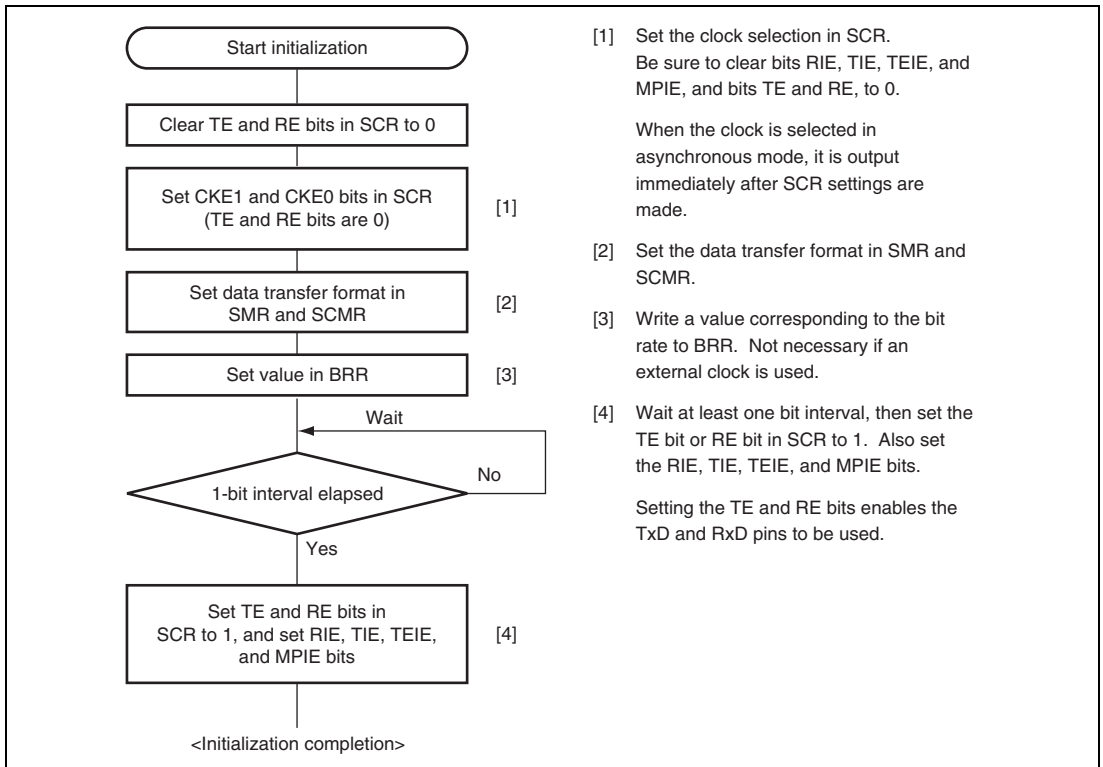 Start initialization
Clear TE and RE bits in SCR to 0
Set CKE1 and CKE0 bits in SCR
(TE and RE bits are 0)
[1]
Set data transfer format in
SMR and SCMR
[2]
Set value in BRR
[3]
Wait
1-bit interval elapsed
No
Yes
Set TE and RE bits in
SCR to 1, and set RIE, TIE, TEIE,
and MPIE bits
[4]
<Initialization completion>
[1] Set the clock selection in SCR.
Be sure to clear bits RIE, TIE, TEIE, and
MPIE, and bits TE and RE, to 0.
When the clock is selected in
asynchronous mode, it is output
immediately after SCR settings are
made.
[2] Set the data transfer format in SMR and
SCMR.
[3] Write a value corresponding to the bit
rate to BRR. Not necessary if an
external clock is used.
[4] Wait at least one bit interval, then set the
TE bit or RE bit in SCR to 1. Also set
the RIE, TIE, TEIE, and MPIE bits.
Setting the TE and RE bits enables the
TxD and RxD pins to be used.